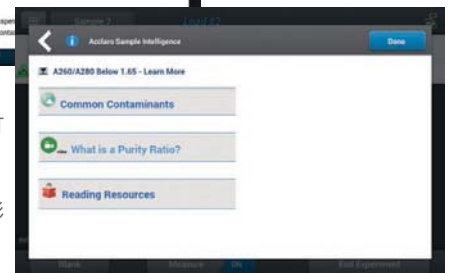 Sample 2
Acclaro Sample Intelligence
Done
A260/A280 Below 1.65 - Learn More
Common Contaminants
What is a Purity Ratio?
Reading Resources
Blank
Measure
ON
End Experiment